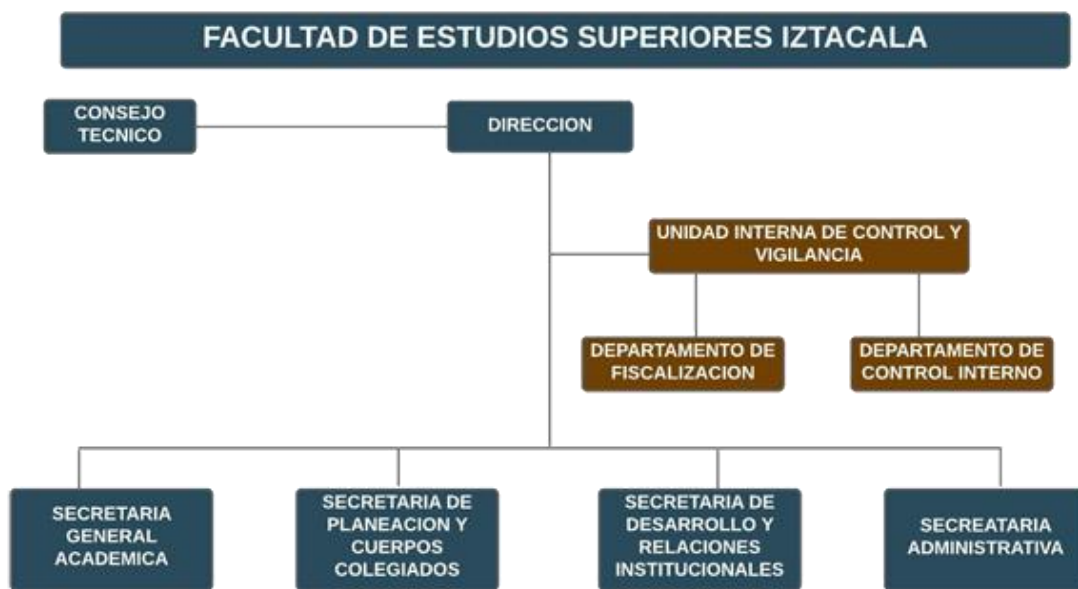 FACULTAD DE ESTUDIOS SUPERIORES IZTACALA
CONSEJO
TECNICO
DIRECCION
UNIDAD INTERNA DE CONTROL Y
VIGILANCIA
DEPARTAMENTO DE
FISCALIZACION
DEPARTAMENTO DE
CONTROL INTERNO
SECRETARIA
GENERAL
ACADEMICA
SECRETARIA DE
PLANEACION Y
CUERPOS
COLEGIADOS
SECRETARIA DE
DESARROLLO Y
RELACIONES
INSTITUCIONALES
SECREATARIA
ADMINISTRATIVA